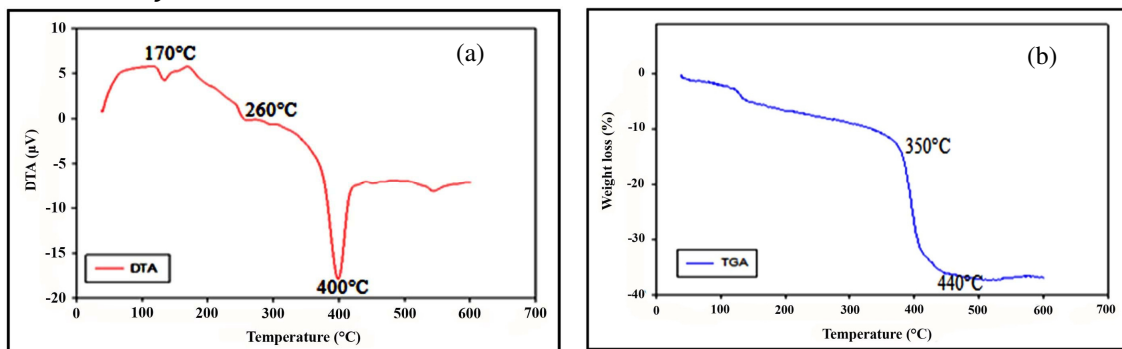 10
5
0
-5
-10
-15
-20
DTA (µV)
170°C
(a)
260°C
400°C
DTA
0 100 200 300 400 500 600
Temperature (°C)
0
-10
-20
-30
-40
Weight loss (%)
(b)
350°C
440°C
TGA
0 100 200 300 400 500 600
Temperature (°C)